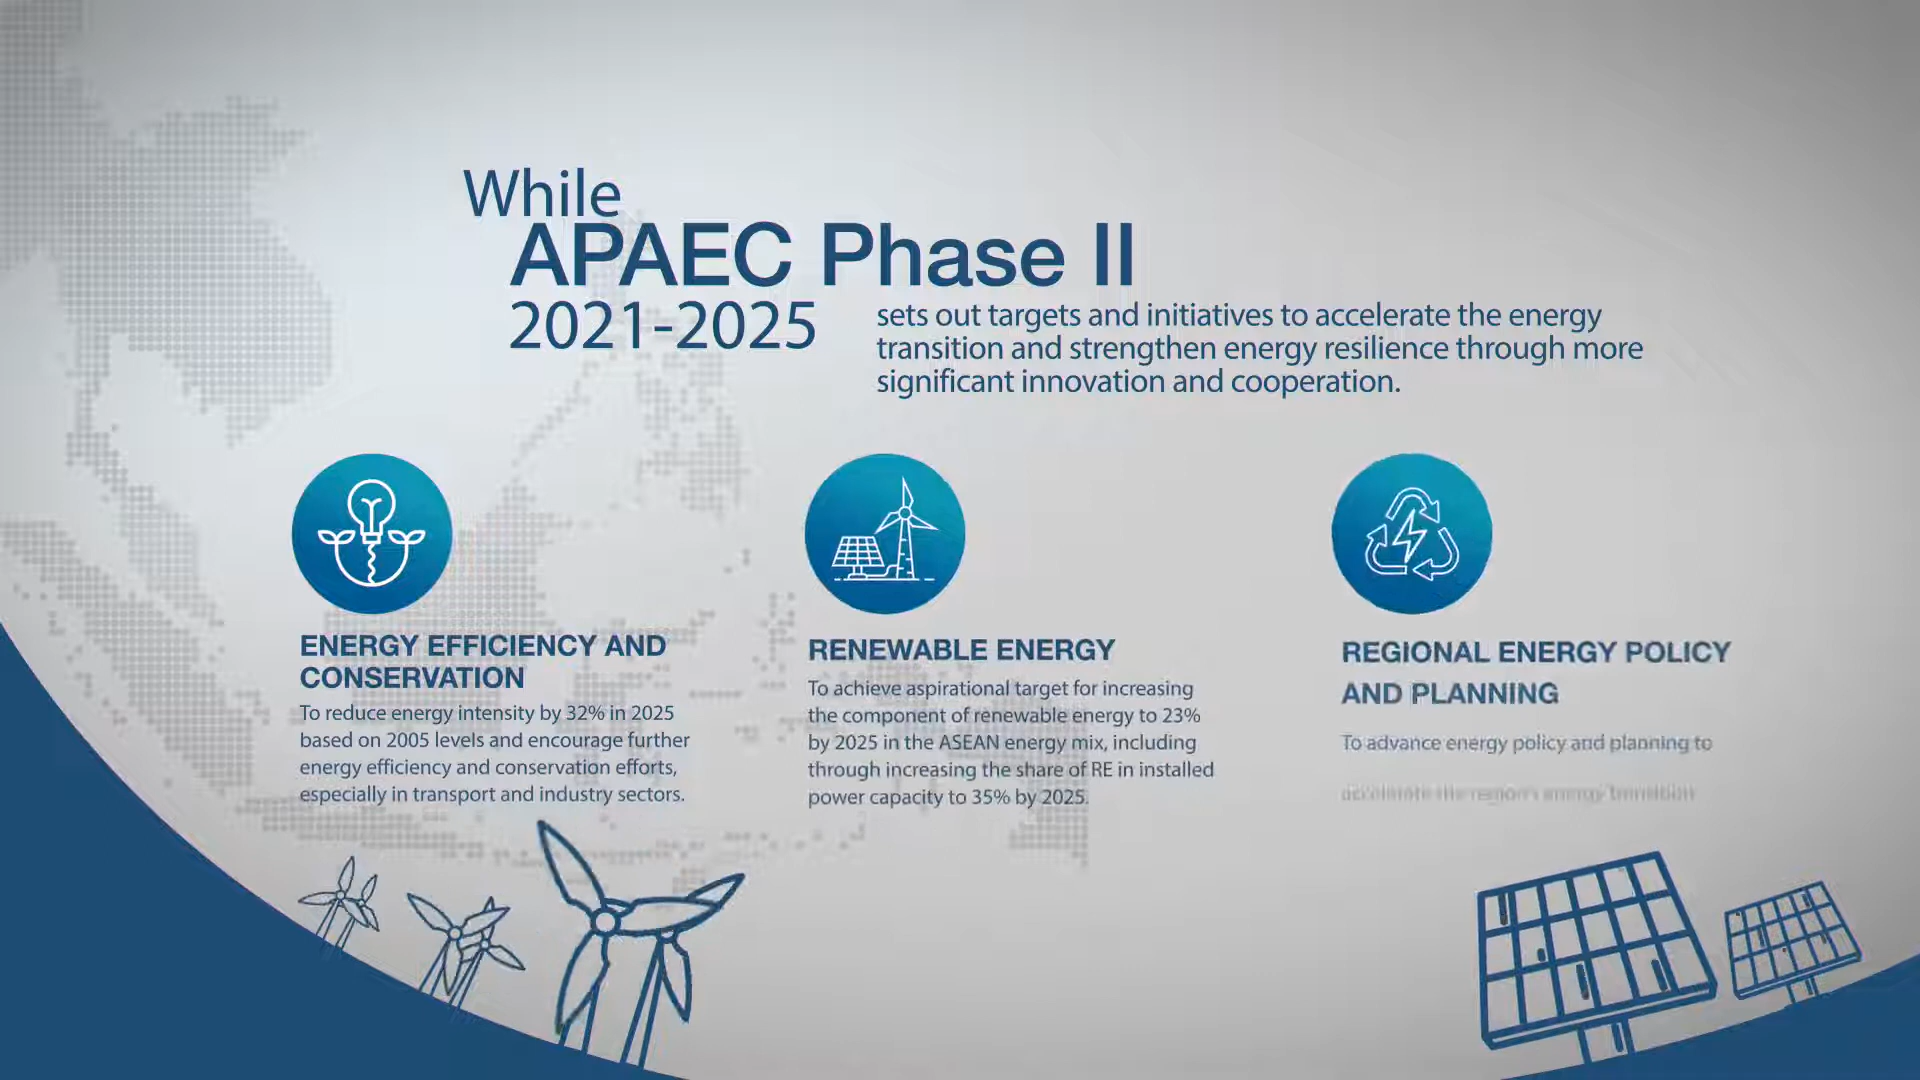 While
APAEC Phase II
2021-2025
sets out targets and initiatives to accelerate the energy
transition and strengthen energy resilience through more
significant innovation and cooperation.
ENERGY EFFICIENCY AND
CONSERVATION
To reduce energy intensity by 32% in 2025
based on 2005 levels and encourage further
energy efficiency and conservation efforts,
especially in transport and industry sectors.
RENEWABLE ENERGY
To achieve aspirational target for increasing
the component of renewable energy to 23%
by 2025 in the ASEAN energy mix, including
through increasing the share of RE in installed
power capacity to 35% by 2025.
REGIONAL ENERGY POLICY
AND PLANNING
To advance energy policy and planning to
accelerate the region's energy transition